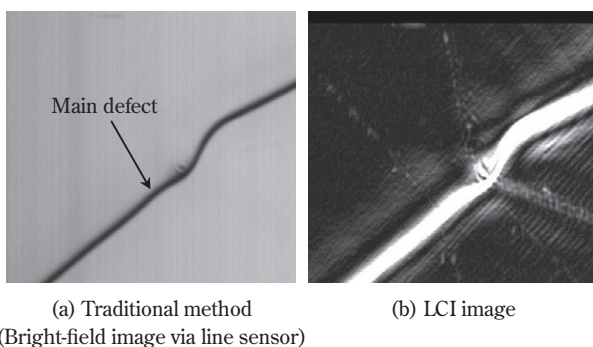 Main defect
(a) Traditional method
(Bright-field image via line sensor)
(b) LCI image